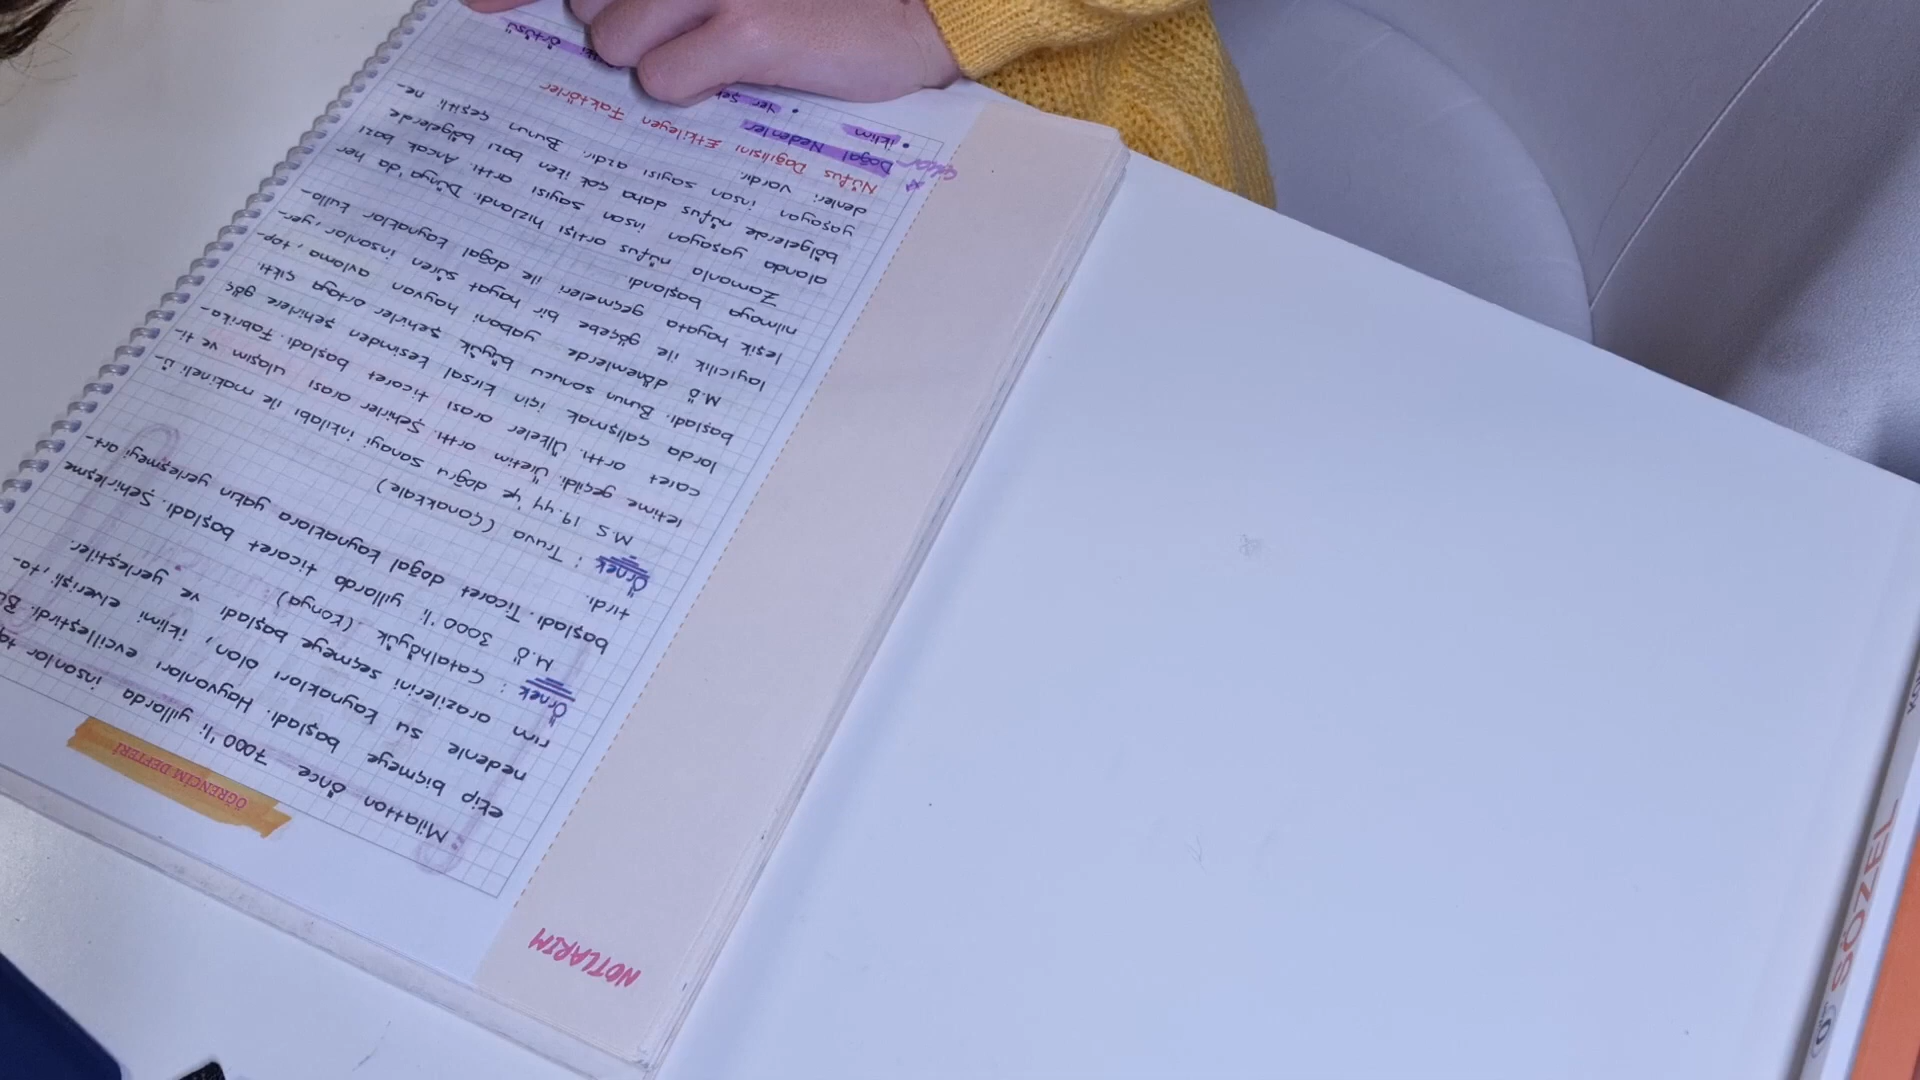 ÖĞRENCİM DEFTERİ
NOTLARIM
Milattan önce 7000'li yıllarda insanlar
ekip biçmeye başladı. Hayvanları evcilleştirdi. Bu
nedenle su kaynakları olan, iklimi elverişli, ta-
rım arazilerini seçmeye başladı ve yerleştiler.
Örnek : Çatalhöyük (Konya)
M.Ö 3000'li yıllarda ticaret başladı. Şehirleşme
başladı. Ticaret doğal kaynaklara yakın yerleşmeyi art-
tırdı.
Örnek : Truva (Çanakkale)
M.S 19.yy ye doğru Sanayi inkılabı ile makineli ü-
retime geçildi. Üretim arttı. Şehirler arası ulaşım ve ti-
caret arttı. Ülkeler arası ticaret başladı. Fabrika-
larda çalışmak için kırsal kesimden şehirlere göç
başladı. Bunun sonucu büyük şehirler ortaya çıktı.
M.Ö dönemlerde yabani hayvan avlama, top-
layıcılık ile göçebe bir hayat süren insanlar, yer-
leşik hayata geçmeleri ile doğal kaynaklar kulla-
nılmaya başlandı.
Zamanla nüfus artışı hızlandı. Dünya'da her
alanda yaşayan insan sayısı arttı. Ancak bazı
bölgelerde nüfus daha çok iken bazı bölgelerde
yaşayan insan sayısı azdır. Bunun çeşitli ne-
denleri vardır.
Nüfus Dağılışını Etkileyen Faktörler
Doğal Nedenler
• iklim
• Yer şek
örtüsü
SÖZEL